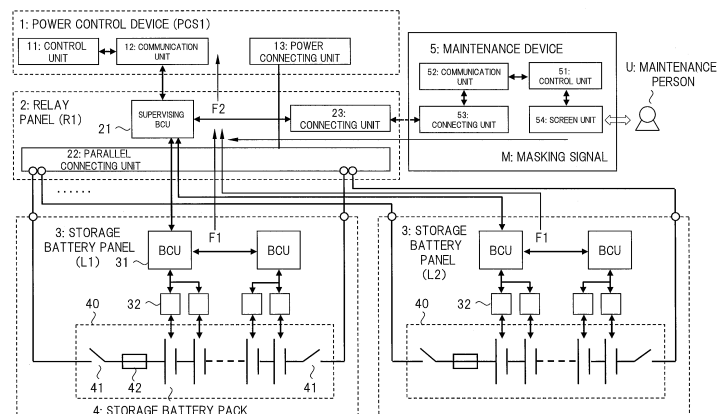 1: POWER CONTROL DEVICE (PCS1)
11: CONTROL
UNIT
12: COMMUNICATION
UNIT
13: POWER
CONNECTING UNIT
5: MAINTENANCE DEVICE
52: COMMUNICATION
UNIT
51:
CONTROL UNIT
53:
CONNECTING UNIT
54: SCREEN UNIT
M: MASKING SIGNAL
U: MAINTENANCE
PERSON
2: RELAY
PANEL (R1)
SUPERVISING
BCU
21
F2
23:
CONNECTING UNIT
22: PARALLEL
CONNECTING UNIT
......
3: STORAGE
BATTERY PANEL
(L1)
31
BCU
F1
BCU
32
40
41
42
41
4: STORAGE BATTERY PACK
3: STORAGE
BATTERY
PANEL
(L2)
BCU
F1
BCU
32
40